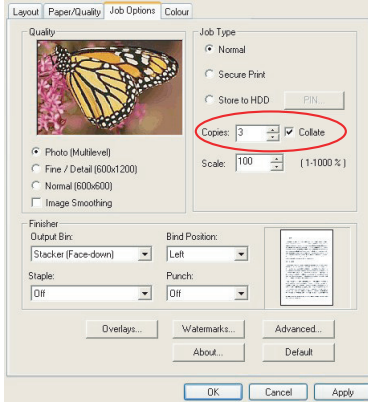 Layout Paper/Quality Job Options Colour
Quality
Photo (Multilevel)
Fine / Detail (600x1200)
Normal (600x600)
Image Smoothing
Job Type
Normal
Secure Print
Store to HDD PIN...
Copies: 3 Collate
Scale: 100 (1-1000 %)
Finisher
Output Bin: Bind Position:
Stacker (Face-down) Left
Staple: Punch:
Off Off
Overlays... Watermarks... Advanced...
About... Default
OK Cancel Apply